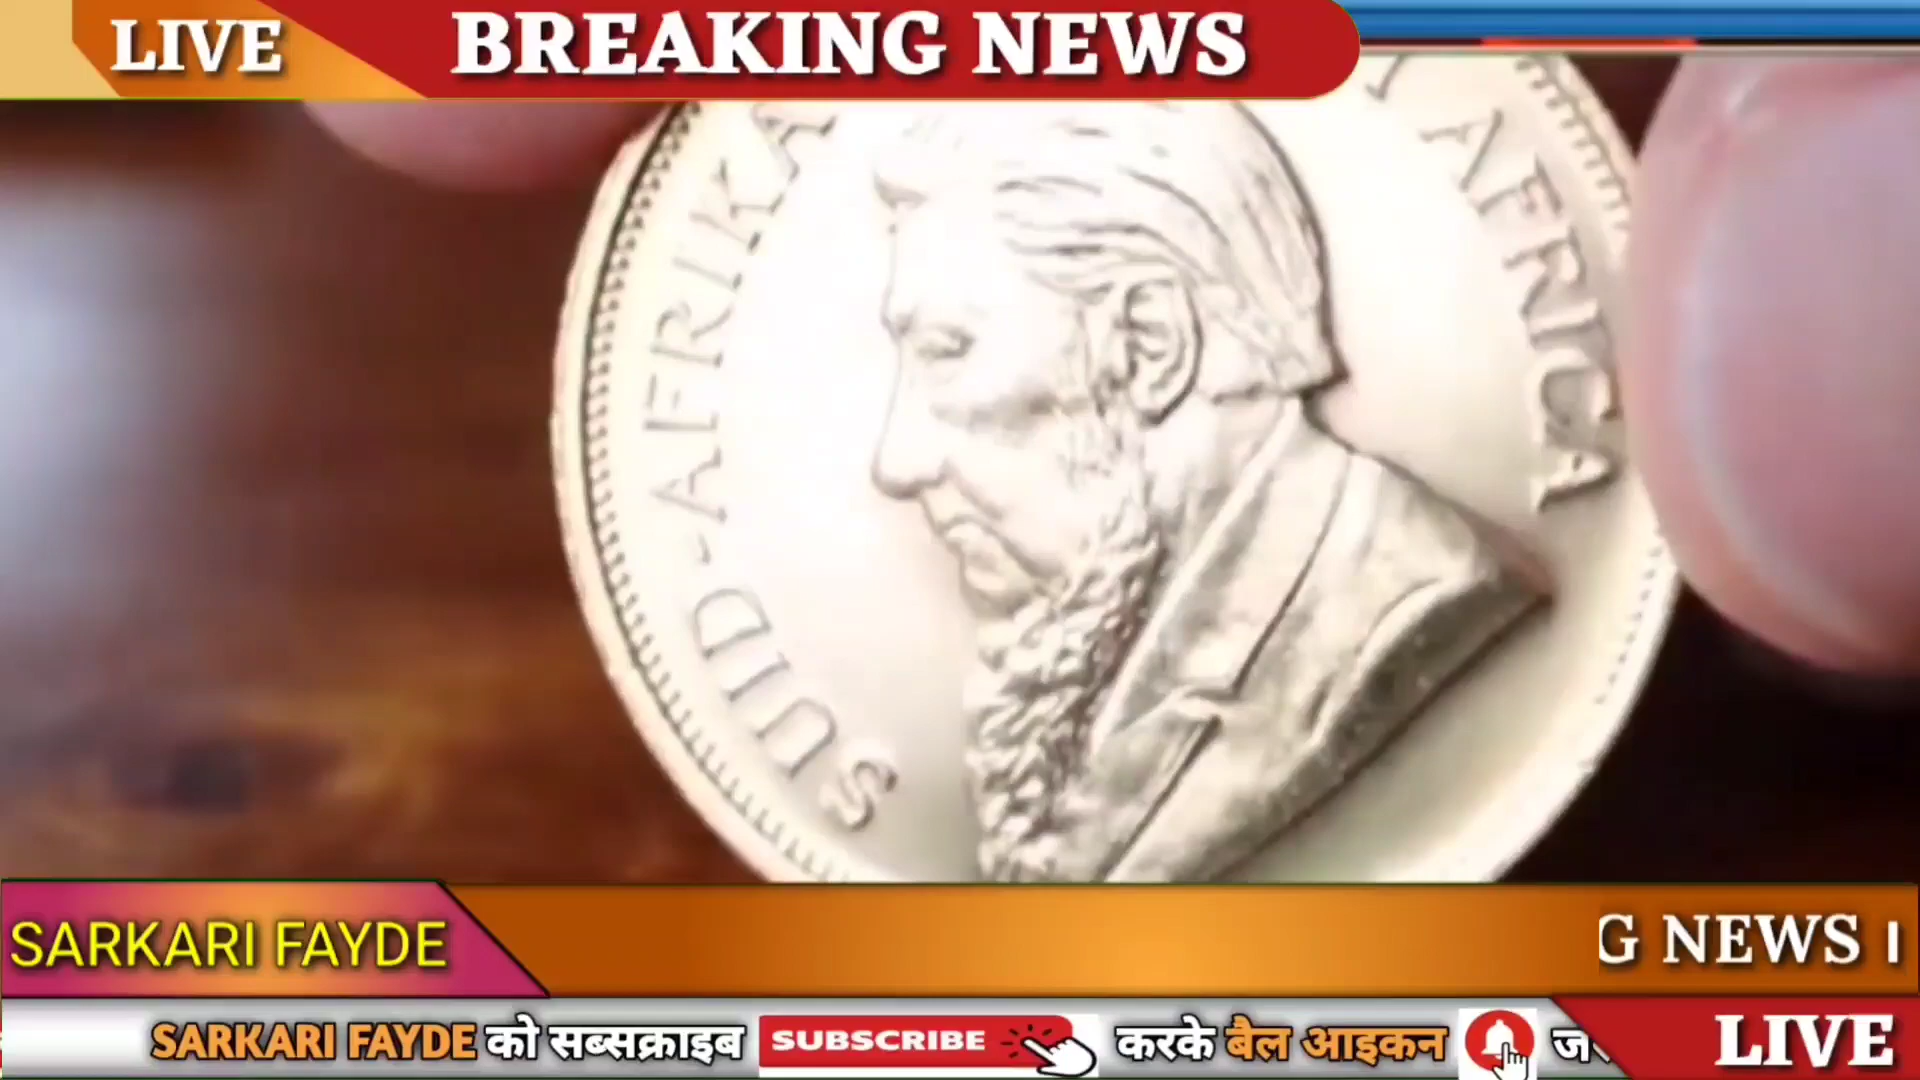 LIVE
BREAKING NEWS
SUID-AFRIKA
AFRICA
SARKARI FAYDE
G NEWS
SARKARI FAYDE को सब्सक्राइब SUBSCRIBE करके बैल आइकन
LIVE